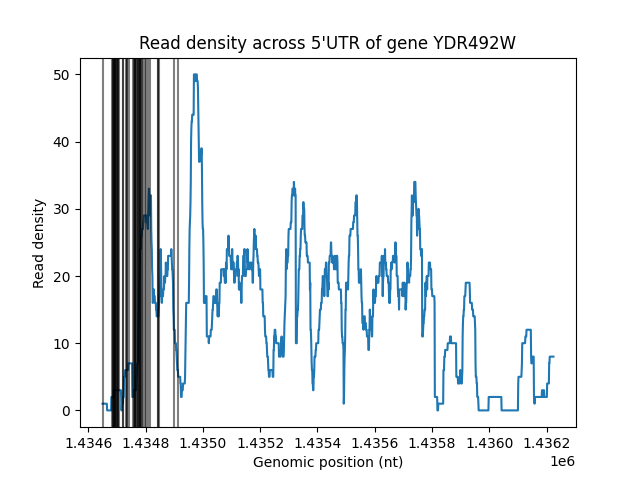 Read density across 5'UTR of gene YDR492W
Read density
50
40
30
20
10
0
1.4346 1.4348 1.4350 1.4352 1.4354 1.4356 1.4358 1.4360 1.4362
1e6
Genomic position (nt)